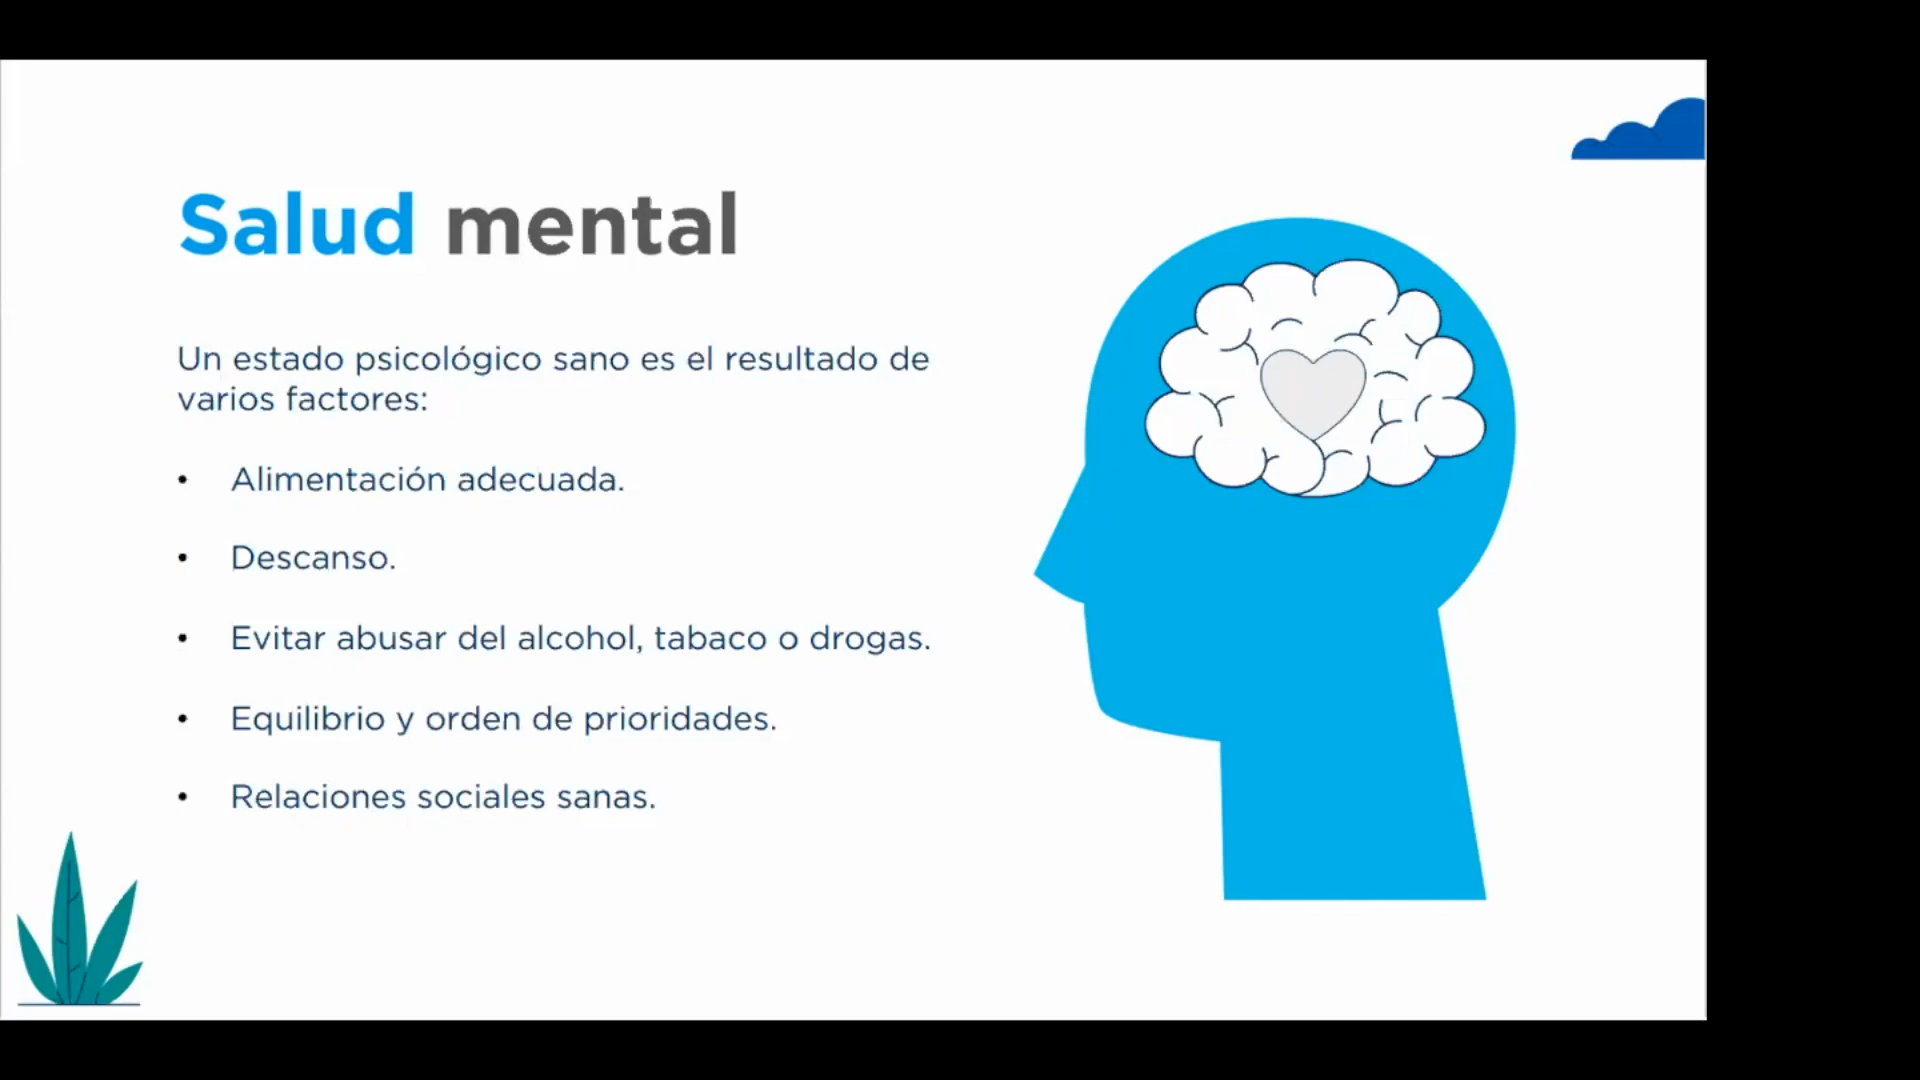 Salud mental
Un estado psicológico sano es el resultado de
varios factores:
• Alimentación adecuada.
• Descanso.
• Evitar abusar del alcohol, tabaco o drogas.
• Equilibrio y orden de prioridades.
• Relaciones sociales sanas.